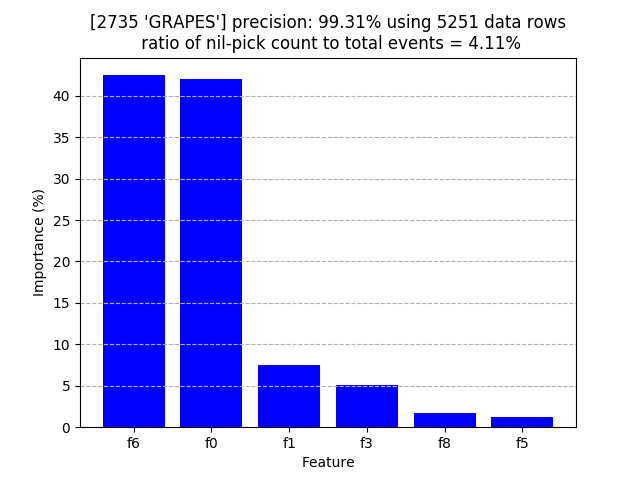 [2735 'GRAPES'] precision: 99.31% using 5251 data rows
ratio of nil-pick count to total events = 4.11%
40
35
30
25
20
15
10
5
0
Importance (%)
f6 f0 f1 f3 f8 f5
Feature